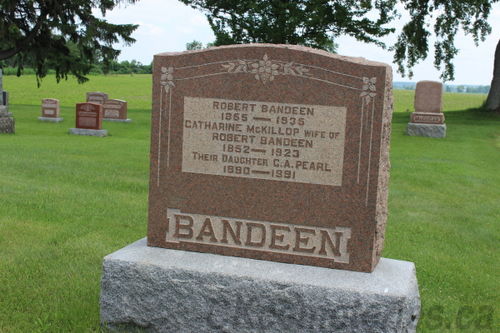 ROBERT BANDEEN
1865 — 1935
CATHARINE McKILLOP WIFE OF
ROBERT BANDEEN
1852 — 1923
THEIR DAUGHTER C.A. PEARL
1890 — 1891
BANDEEN